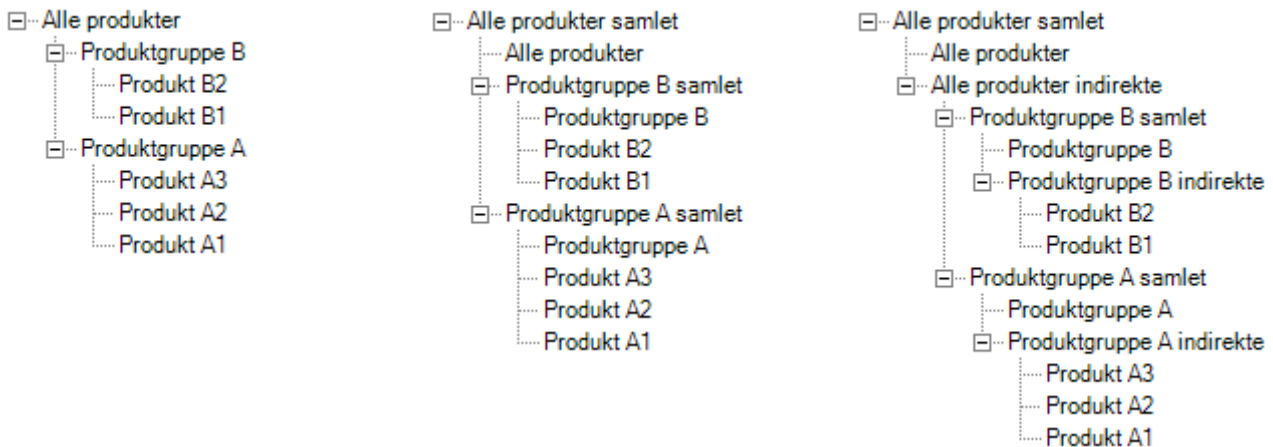 Alle produkter
Produktgruppe B
Produkt B2
Produkt B1
Produktgruppe A
Produkt A3
Produkt A2
Produkt A1
Alle produkter samlet
Alle produkter
Produktgruppe B samlet
Produktgruppe B
Produkt B2
Produkt B1
Produktgruppe A samlet
Produktgruppe A
Produkt A3
Produkt A2
Produkt A1
Alle produkter samlet
Alle produkter
Alle produkter indirekte
Produktgruppe B samlet
Produktgruppe B
Produktgruppe B indirekte
Produkt B2
Produkt B1
Produktgruppe A samlet
Produktgruppe A
Produktgruppe A indirekte
Produkt A3
Produkt A2
Produkt A1